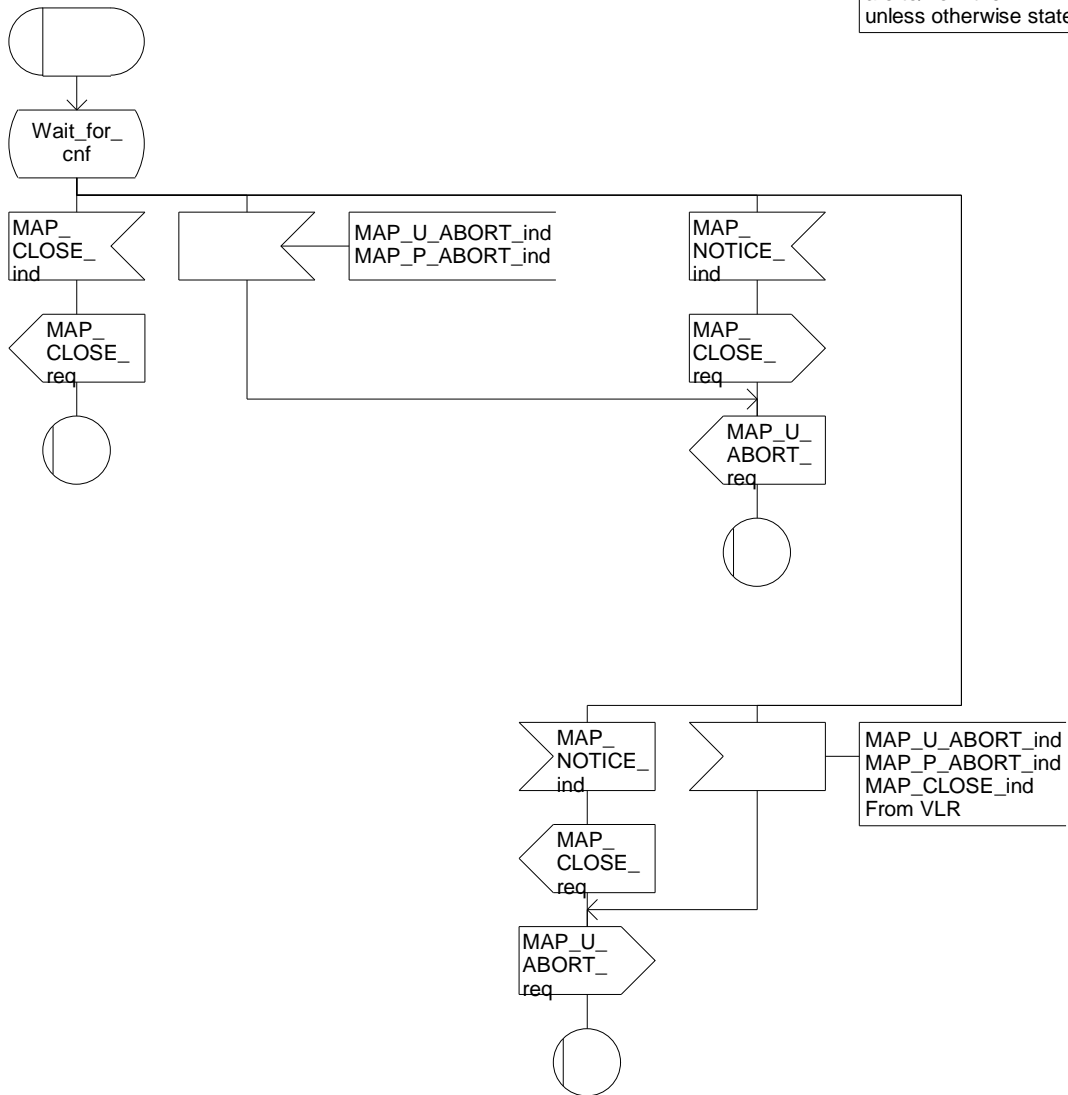 unless otherwise state
Wait_for_
cnf
MAP_
CLOSE_
ind
MAP_U_ABORT_ind
MAP_P_ABORT_ind
MAP_
NOTICE_
ind
MAP_
CLOSE_
req
MAP_
CLOSE_
req
MAP_U_
ABORT_
req
MAP_
NOTICE_
ind
MAP_U_ABORT_ind
MAP_P_ABORT_ind
MAP_CLOSE_ind
From VLR
MAP_
CLOSE_
req
MAP_U_
ABORT_
req